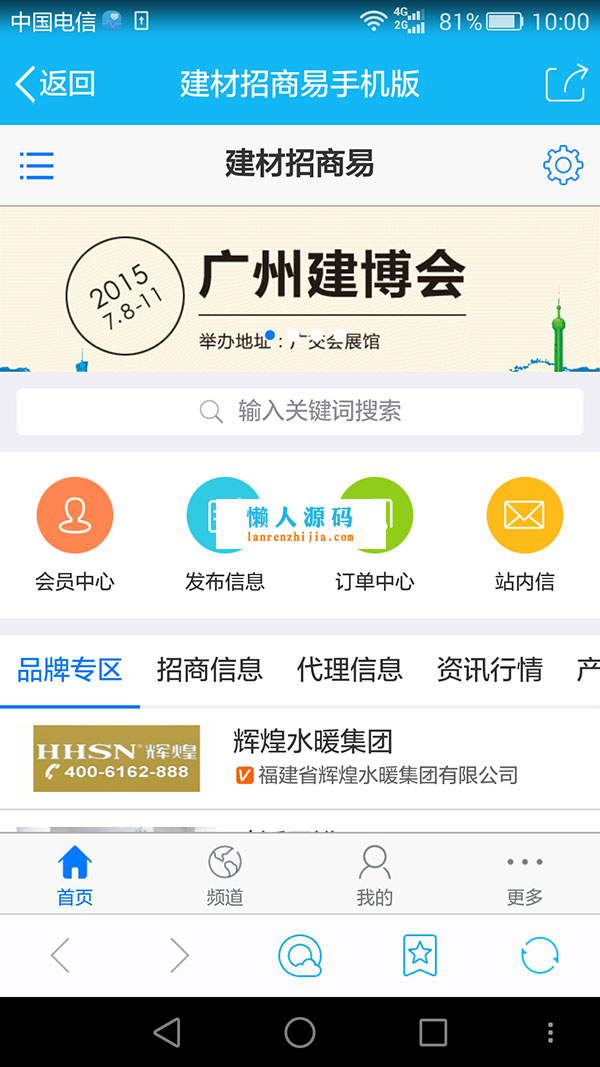 中国电信
4G
2G
81%
10:00
返回
建材招商易手机版
建材招商易
2015
7.8-11
广州建博会
举办地址：广交会展馆
输入关键词搜索
懒人源码
lanrenzhijia.com
会员中心
发布信息
订单中心
站内信
品牌专区
招商信息
代理信息
资讯行情
HHSN®辉煌
400-6162-888
辉煌水暖集团
V福建省辉煌水暖集团有限公司
首页
频道
我的
更多